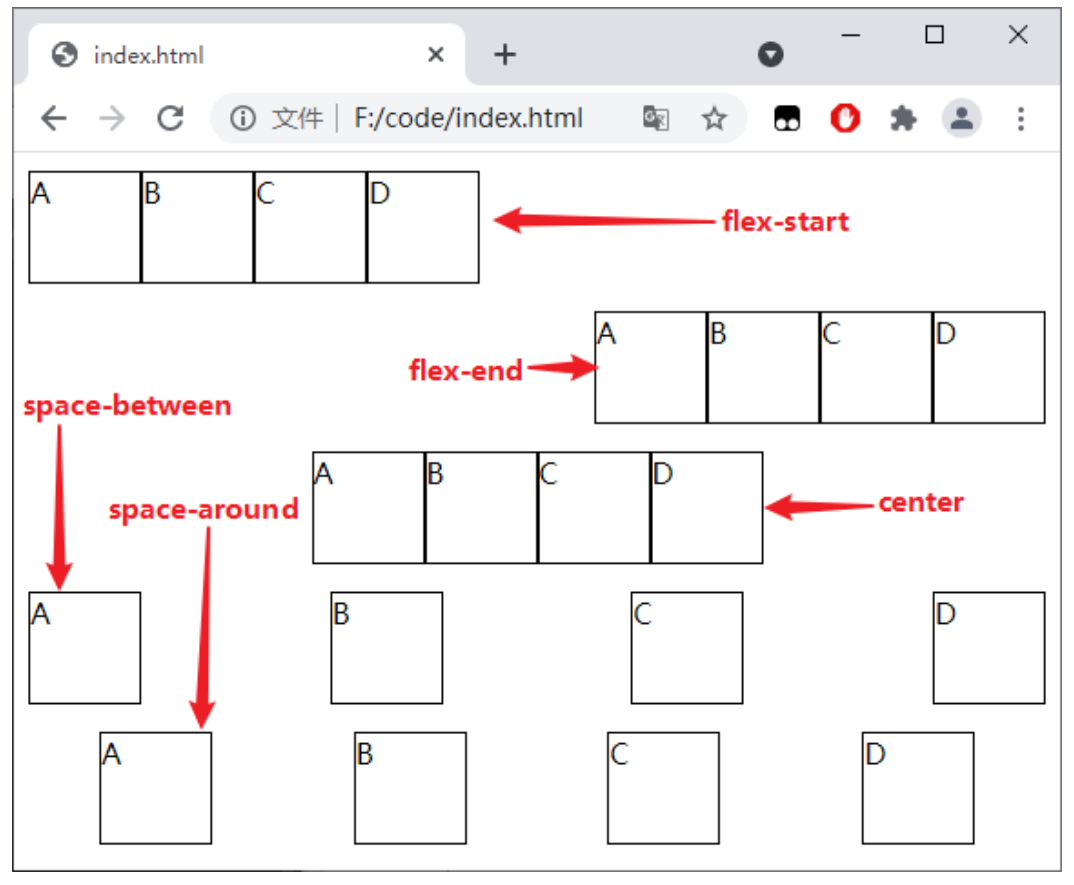 index.html
文件 F:/code/index.html
A B C D
flex-start
A B C D
flex-end
space-between
A B C D
center
space-around
A B C D
A B C D